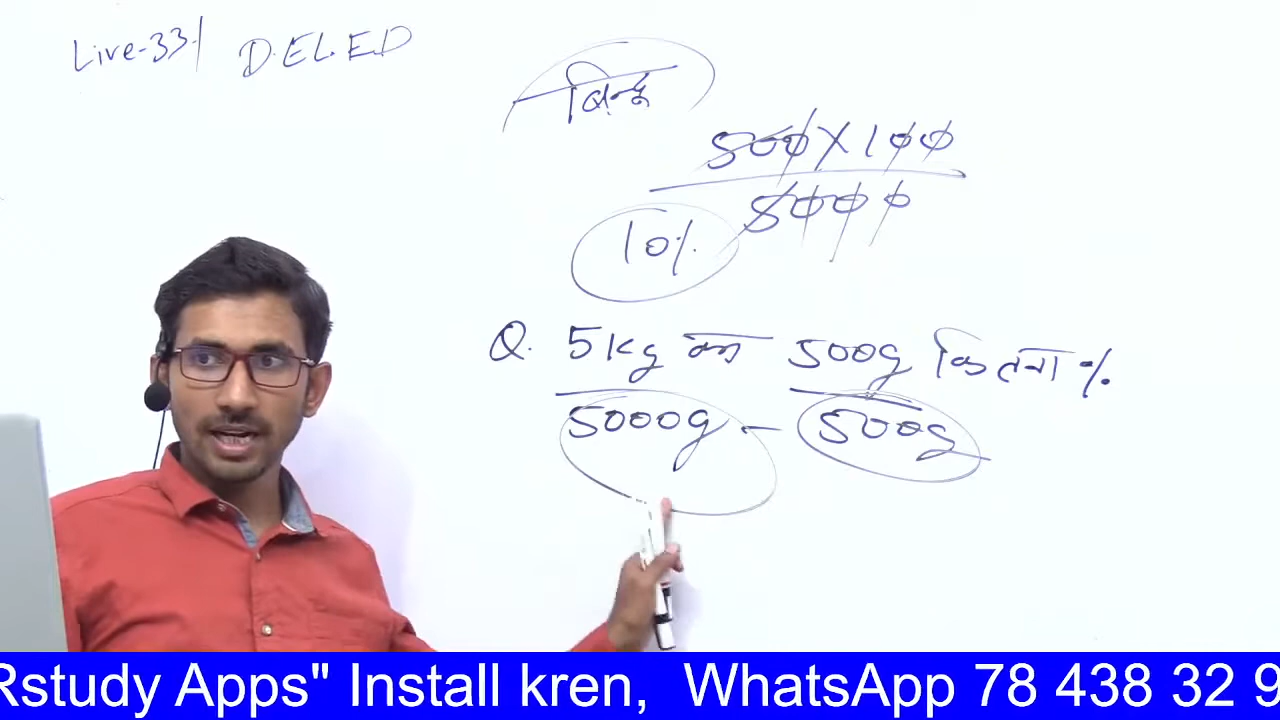 Live-33 D.EL.E.D
बिन्दु
500 X 100
5000
10%
Q. 5kg का 500g कितना %
5000g - 500g
Rstudy Apps" Install kren, WhatsApp 78 438 32 9